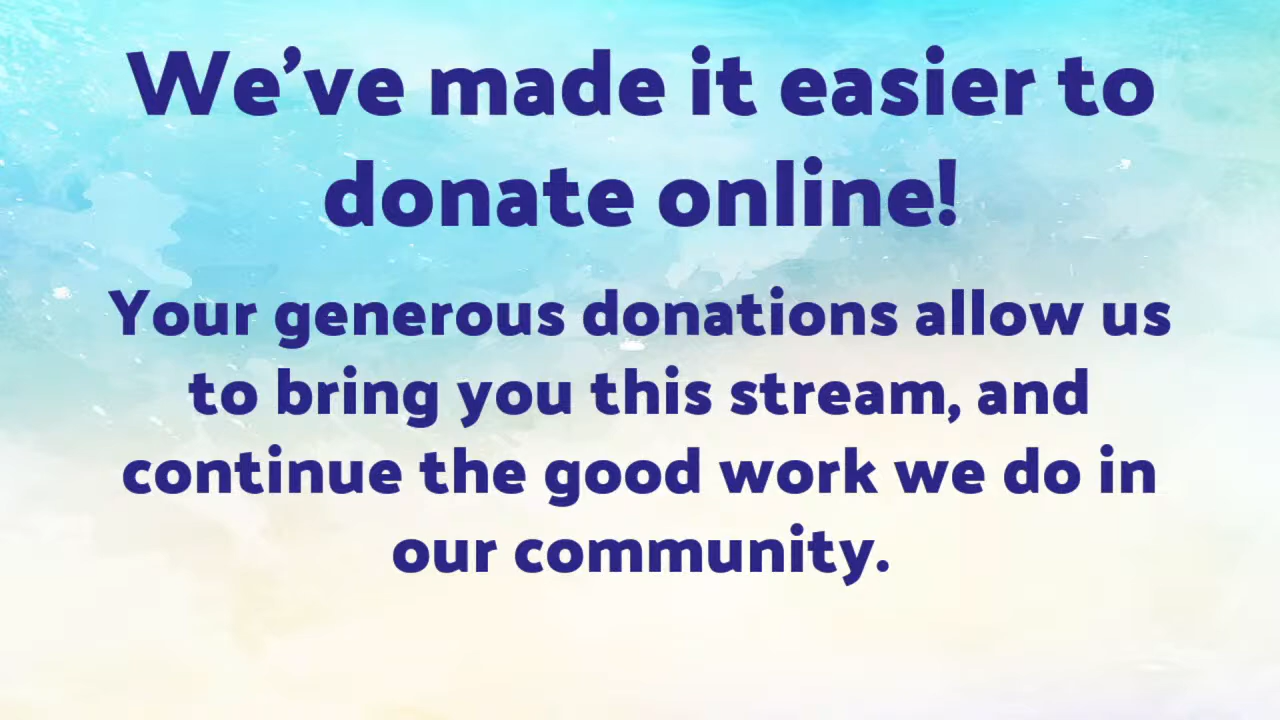 We’ve made it easier to
donate online!
Your generous donations allow us
to bring you this stream, and
continue the good work we do in
our community.